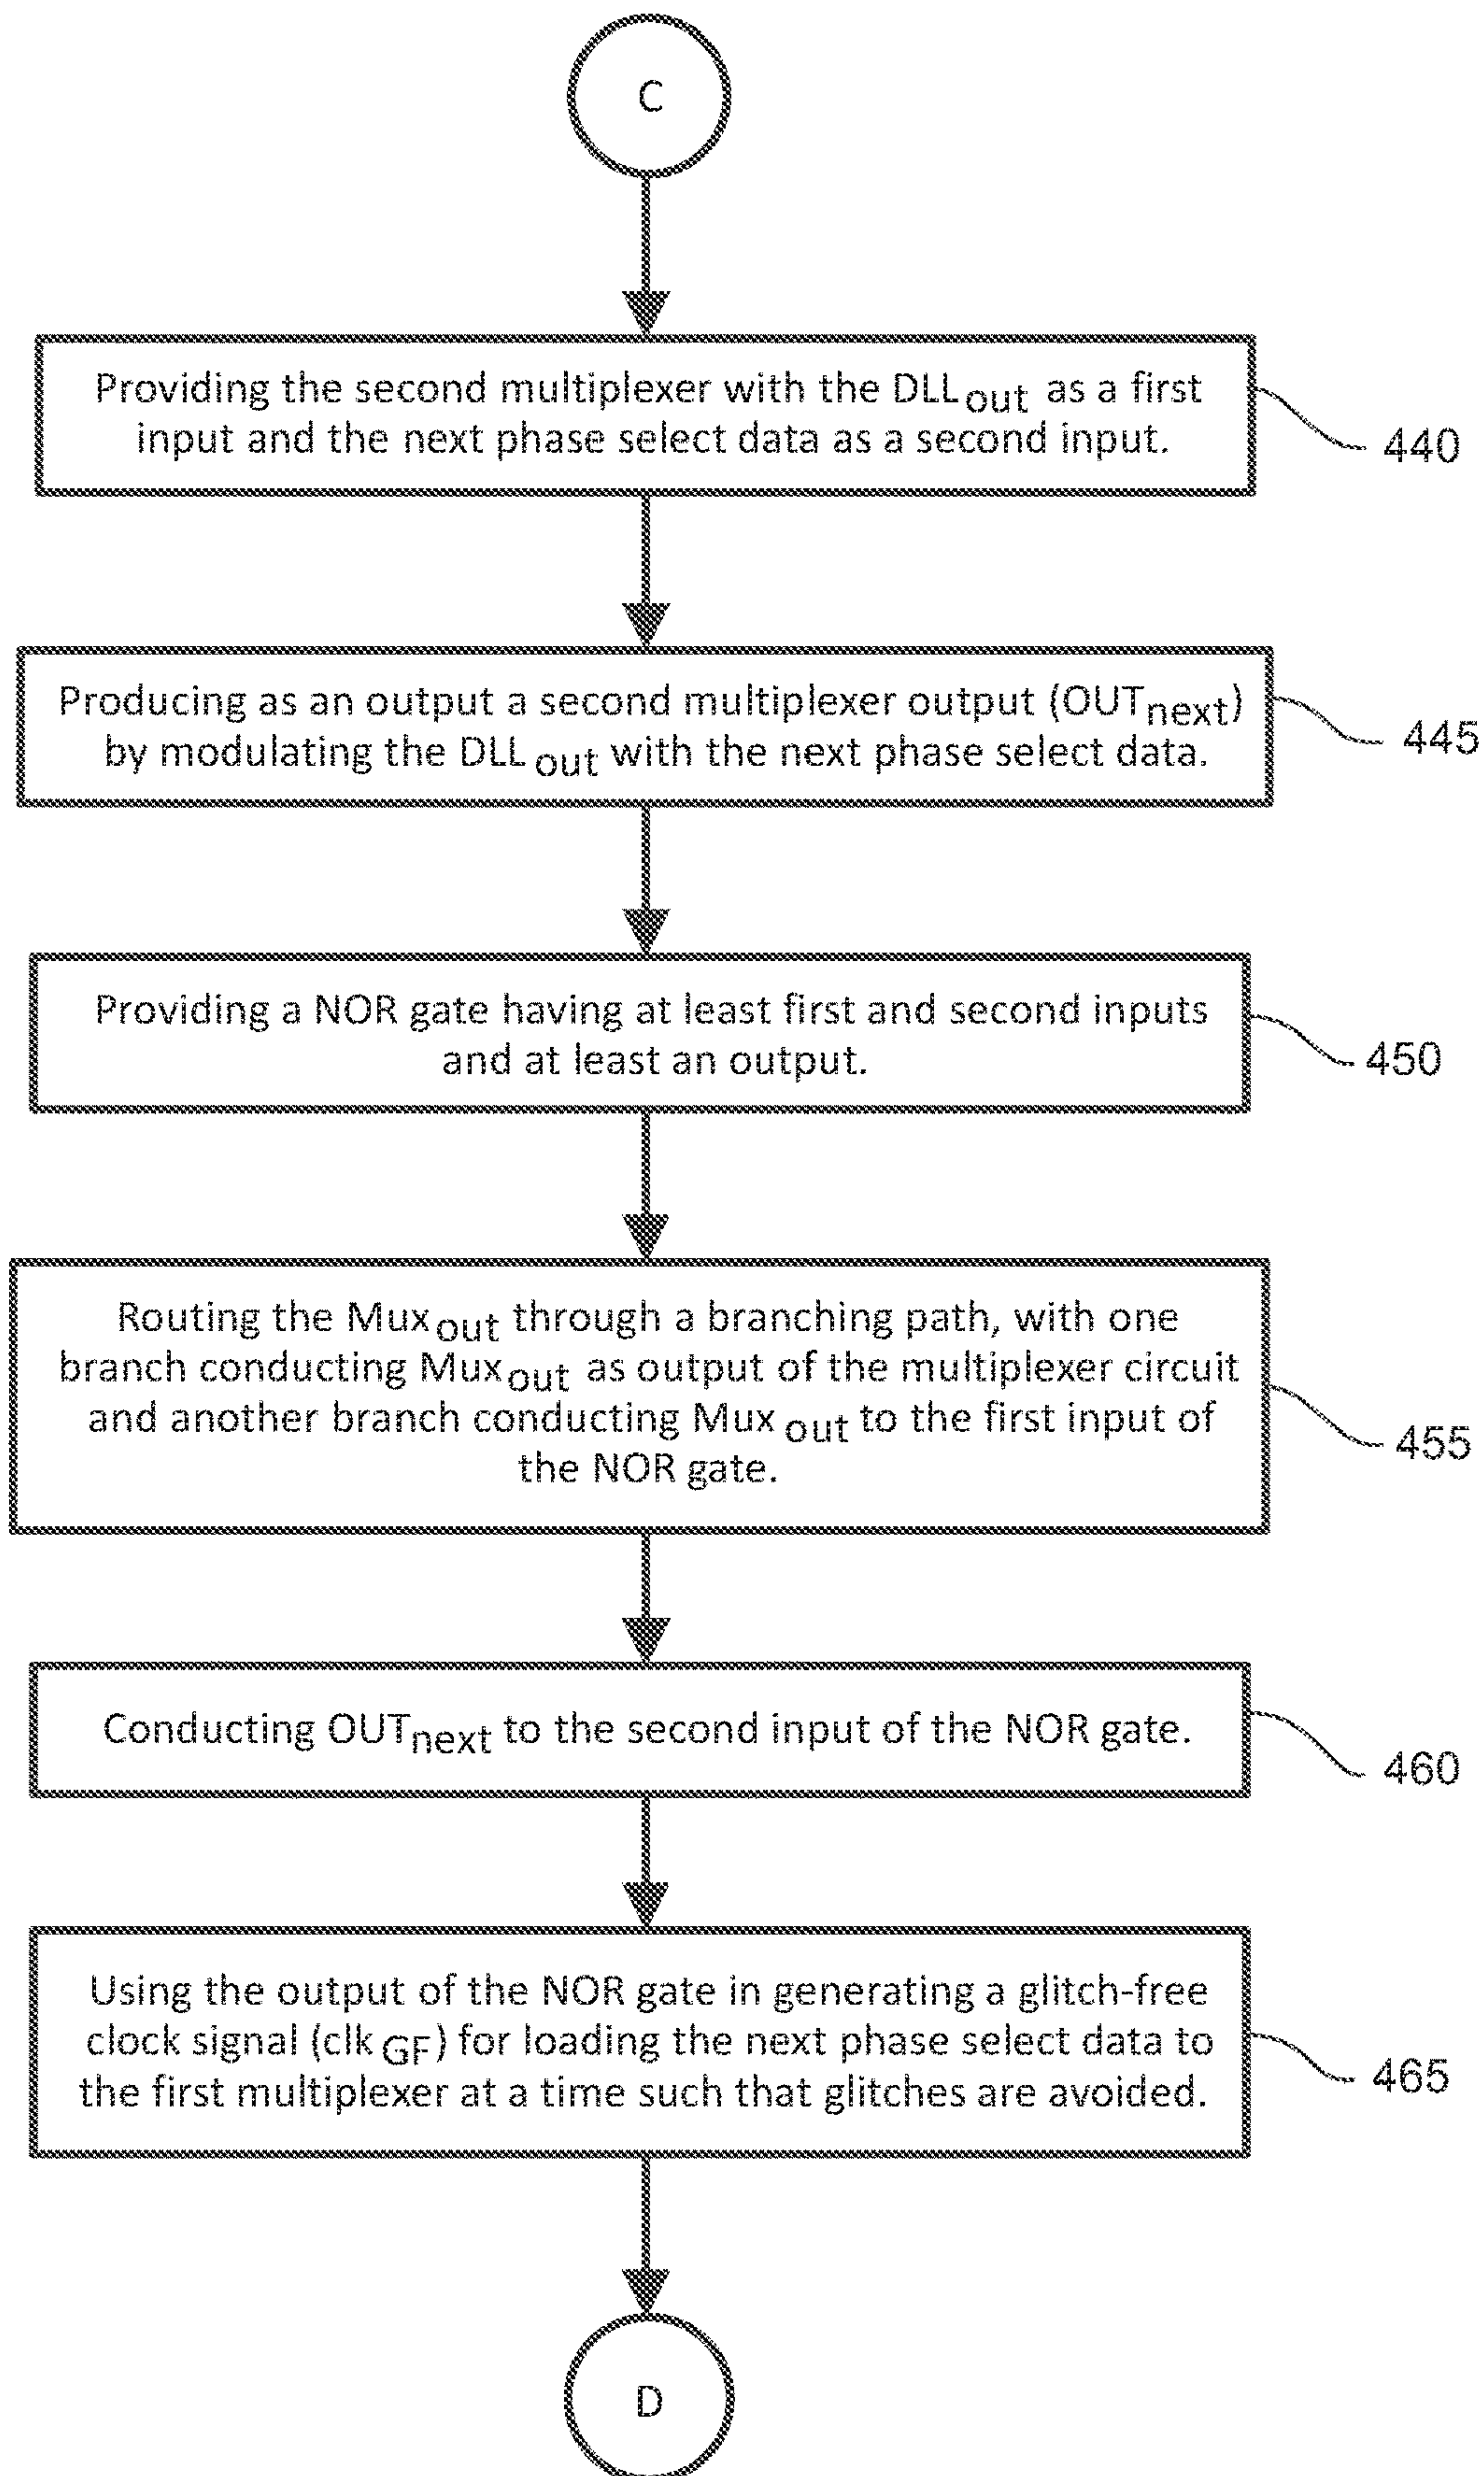 C
Providing the second multiplexer with the DLLout as a first
input and the next phase select data as a second input.
440
Producing as an output a second multiplexer output (OUTnext)
by modulating the DLLout with the next phase select data.
445
Providing a NOR gate having at least first and second inputs
and at least an output.
450
Routing the Muxout through a branching path, with one
branch conducting Muxout as output of the multiplexer circuit
and another branch conducting Muxout to the first input of
the NOR gate.
455
Conducting OUTnext to the second input of the NOR gate.
460
Using the output of the NOR gate in generating a glitch-free
clock signal (clkGF) for loading the next phase select data to
the first multiplexer at a time such that glitches are avoided.
465
D